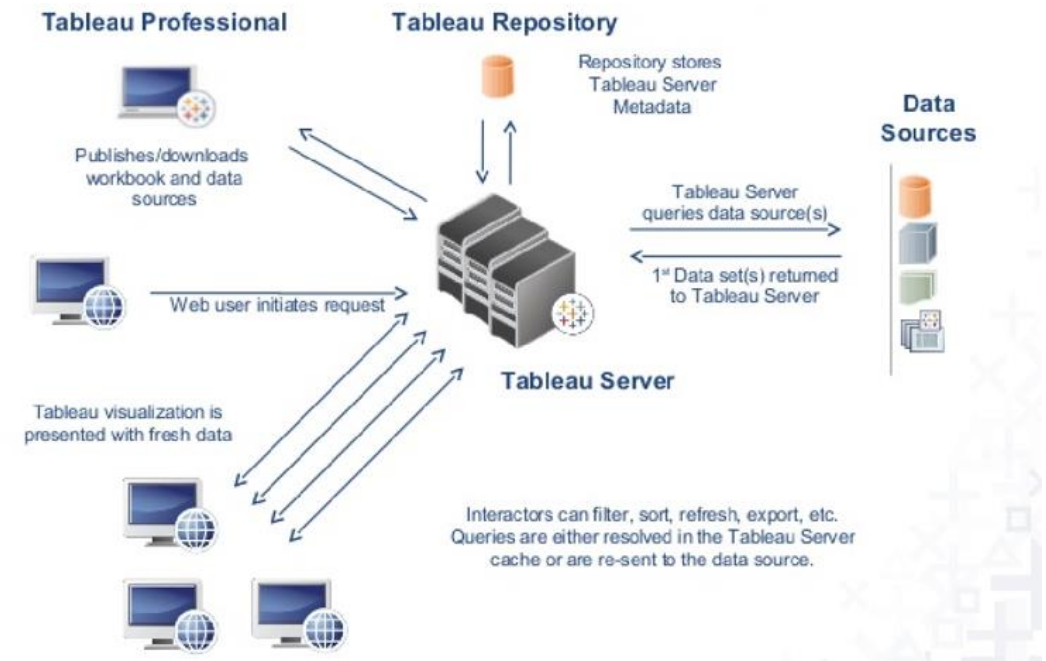 Tableau Professional
Tableau Repository
Repository stores
Tableau Server
Metadata
Data
Sources
Publishes/downloads
workbook and data
sources
Tableau Server
queries data source(s)
1st Data set(s) returned
to Tableau Server
Web user initiates request
Tableau Server
Tableau visualization is
presented with fresh data
Interactors can filter, sort, refresh, export, etc.
Queries are either resolved in the Tableau Server
cache or are re-sent to the data source.